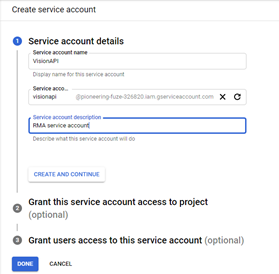 Create service account
1 Service account details
Service account name
VisionAPI
Display name for this service account
Service acco...
visionapi @pioneering-fuze-326820.iam.gserviceaccount.com
Service account description
RMA service account
Describe what this service account will do
CREATE AND CONTINUE
2 Grant this service account access to project
(optional)
3 Grant users access to this service account (optional)
DONE CANCEL